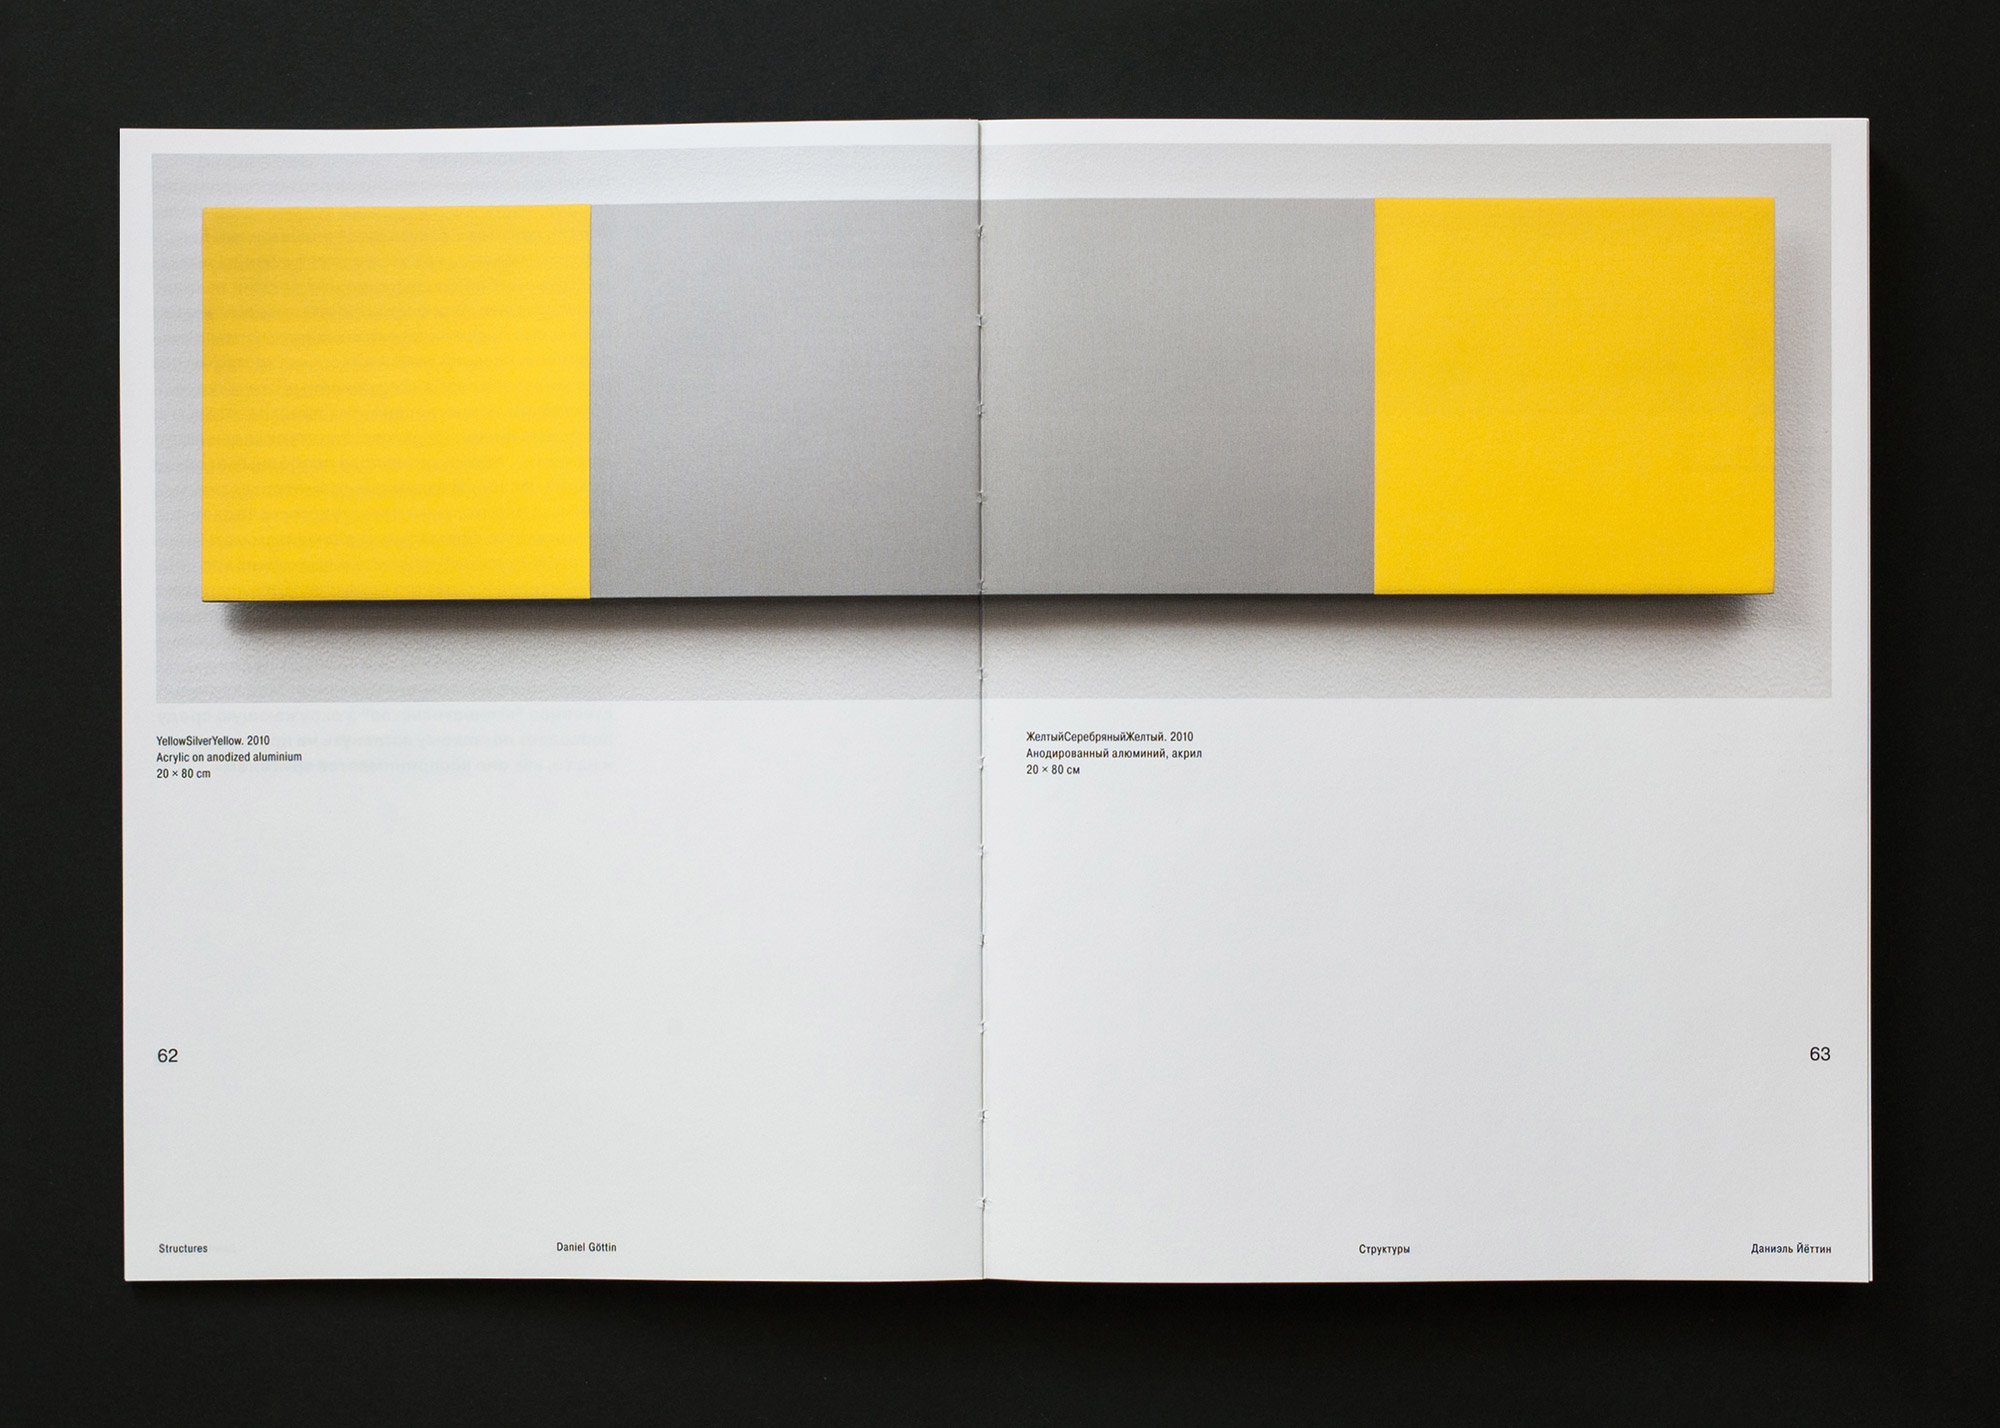 YellowSilverYellow. 2010
Acrylic on anodized aluminium
20 × 80 cm
62
Structures
Daniel Göttin
ЖелтыйСеребряныйЖелтый. 2010
Анодированный алюминий, акрил
20 × 80 см
63
Структуры
Даниэль Йёттин